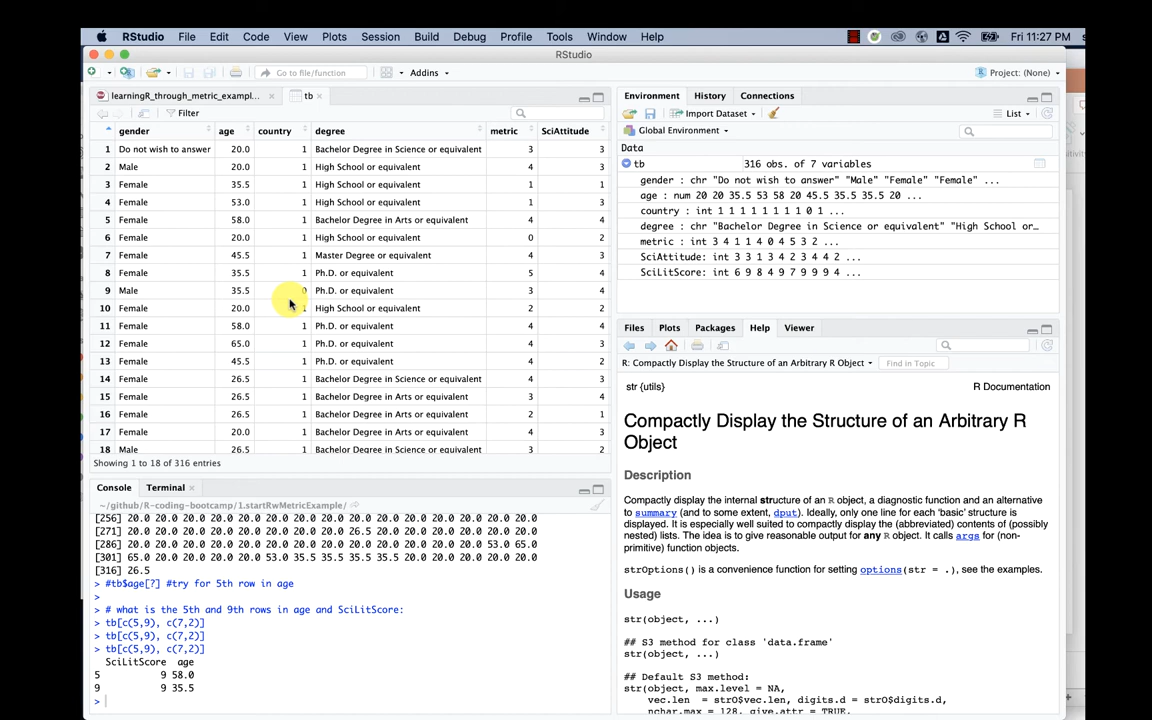 RStudio File Edit Code View Plots Session Build Debug Profile Tools Window Help Fri 11:27 PM
RStudio
Go to file/function Addins Project: (None)
learningR_through_metric_exampl... tb
Filter
gender age country degree metric SciAttitude
1 Do not wish to answer 20.0 1 Bachelor Degree in Science or equivalent 3 3
2 Male 20.0 1 High School or equivalent 4 3
3 Female 35.5 1 High School or equivalent 1 1
4 Female 53.0 1 High School or equivalent 1 3
5 Female 58.0 1 Bachelor Degree in Arts or equivalent 4 4
6 Female 20.0 1 High School or equivalent 0 2
7 Female 45.5 1 Master Degree or equivalent 4 3
8 Female 35.5 1 Ph.D. or equivalent 5 4
9 Male 35.5 0 Ph.D. or equivalent 3 4
10 Female 20.0 1 High School or equivalent 2 2
11 Female 58.0 1 Ph.D. or equivalent 4 4
12 Female 65.0 1 Ph.D. or equivalent 4 3
13 Female 45.5 1 Ph.D. or equivalent 4 2
14 Female 26.5 1 Bachelor Degree in Science or equivalent 4 3
15 Female 26.5 1 Bachelor Degree in Arts or equivalent 3 4
16 Female 26.5 1 Bachelor Degree in Arts or equivalent 2 1
17 Female 20.0 1 Bachelor Degree in Arts or equivalent 4 3
18 Male 26.5 1 Bachelor Degree in Science or equivalent 3 2
Showing 1 to 18 of 316 entries
Console Terminal
~/github/R-coding-bootcamp/1.startRwMetricExample/
[256] 20.0 20.0 20.0 20.0 20.0 20.0 20.0 20.0 20.0 20.0 20.0 20.0 20.0 20.0 20.0
[271] 20.0 20.0 20.0 20.0 20.0 20.0 20.0 26.5 20.0 20.0 20.0 20.0 20.0 20.0 20.0
[286] 20.0 20.0 20.0 20.0 20.0 20.0 20.0 20.0 20.0 20.0 20.0 20.0 20.0 53.0 65.0
[301] 65.0 20.0 20.0 20.0 53.0 35.5 35.5 35.5 35.5 20.0 20.0 20.0 20.0 20.0 20.0
[316] 26.5
> #tb$age[?] #try for 5th row in age
>
> # what is the 5th and 9th rows in age and SciLitScore:
> tb[c(5,9), c(7,2)]
> tb[c(5,9), c(7,2)]
> tb[c(5,9), c(7,2)]
SciLitScore age
5 9 58.0
9 9 35.5
>
Environment History Connections
Import Dataset List
Global Environment
Data
tb 316 obs. of 7 variables
gender : chr "Do not wish to answer" "Male" "Female" "Female" ...
age : num 20 20 35.5 53 58 20 45.5 35.5 35.5 20 ...
country : int 1 1 1 1 1 1 1 1 0 1 ...
degree : chr "Bachelor Degree in Science or equivalent" "High School or…
metric : int 3 4 1 1 4 0 4 5 3 2 ...
SciAttitude: int 3 3 1 3 4 2 3 4 4 2 ...
SciLitScore: int 6 9 8 4 9 7 9 9 9 4 ...
Files Plots Packages Help Viewer
R: Compactly Display the Structure of an Arbitrary R Object Find in Topic
str {utils} R Documentation
Compactly Display the Structure of an Arbitrary R
Object
Description
Compactly display the internal structure of an R object, a diagnostic function and an alternative
to summary (and to some extent, dput). Ideally, only one line for each ‘basic’ structure is
displayed. It is especially well suited to compactly display the (abbreviated) contents of (possibly
nested) lists. The idea is to give reasonable output for any R object. It calls args for (non-
primitive) function objects.
strOptions() is a convenience function for setting options(str = .), see the examples.
Usage
str(object, ...)
## S3 method for class 'data.frame'
str(object, ...)
## Default S3 method:
str(object, max.level = NA,
vec.len = strO$vec.len, digits.d = strO$digits.d,
nchar.max = 128, give.attr = TRUE,